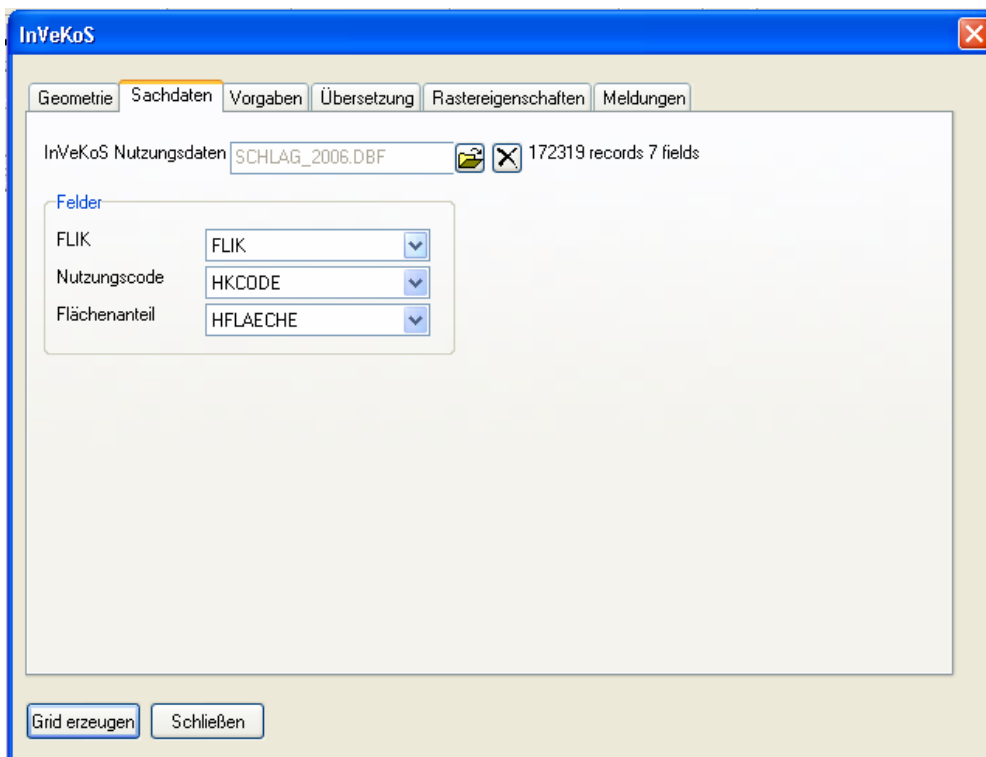 InVeKoS
Geometrie Sachdaten Vorgaben Übersetzung Rastereigenschaften Meldungen
InVeKoS Nutzungsdaten SCHLAG_2006.DBF 172319 records 7 fields
Felder
FLIK FLIK
Nutzungscode HKCODE
Flächenanteil HFLAECHE
Grid erzeugen Schließen